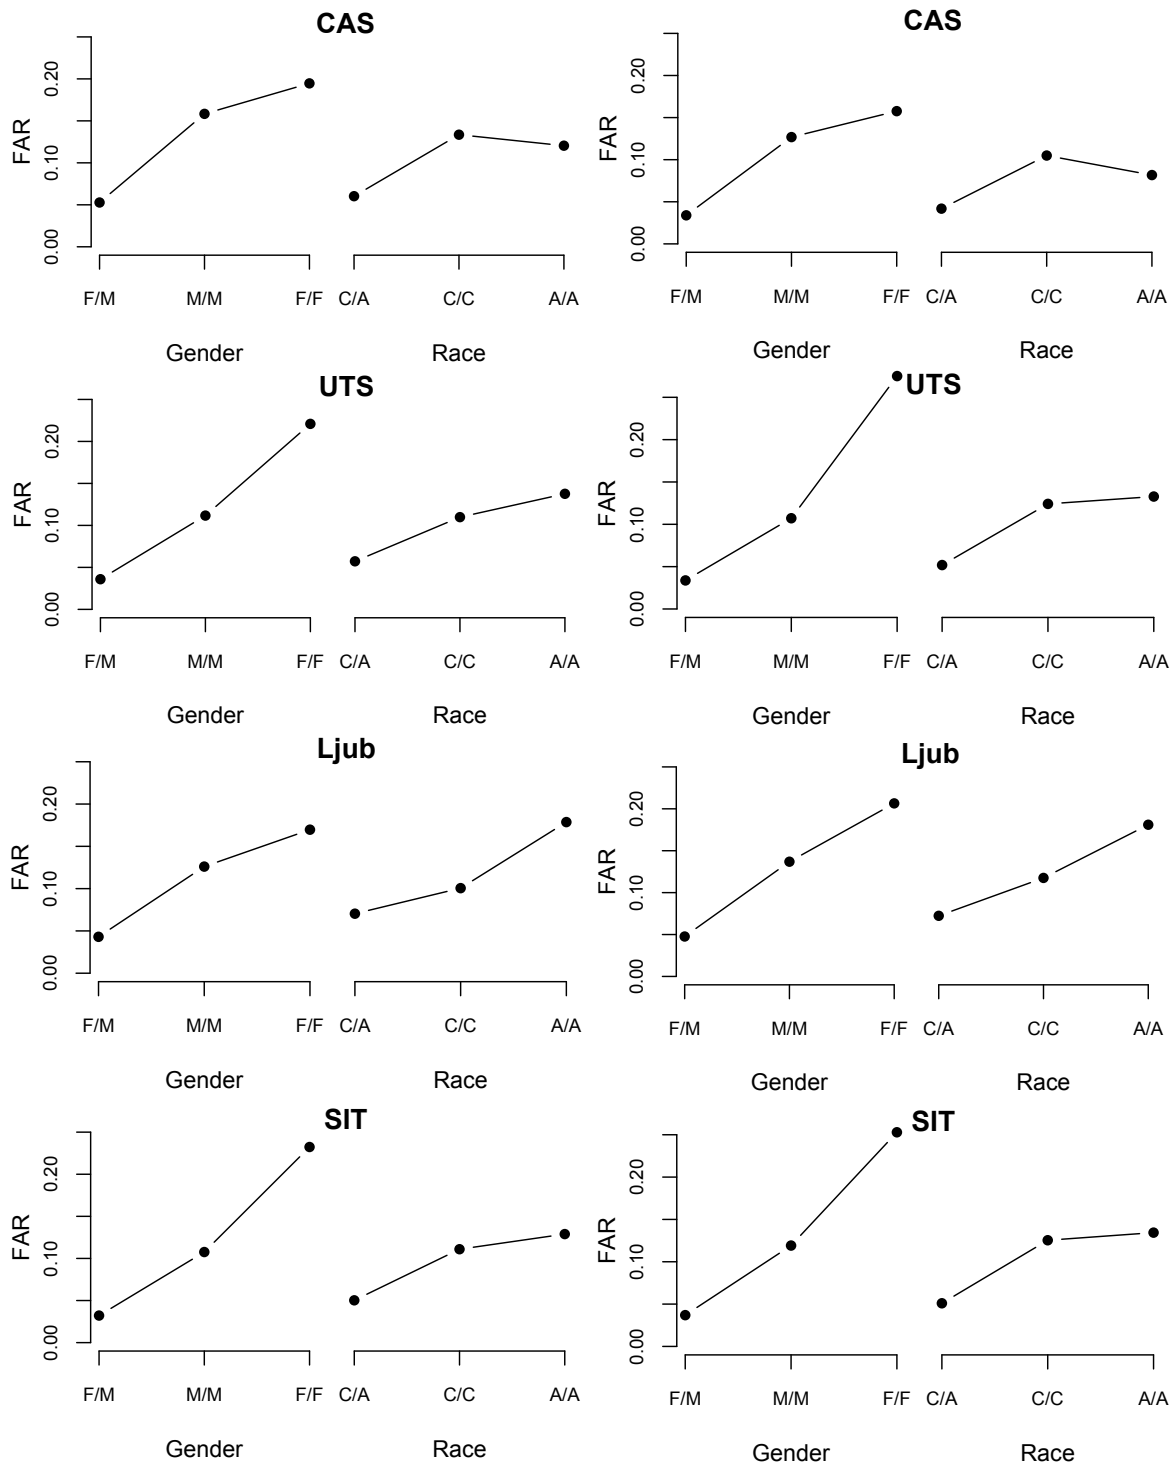 CAS
CAS
FAR
0.00 0.10 0.20
F/M M/M F/F C/A C/C A/A
Gender Race
FAR
0.00 0.10 0.20
F/M M/M F/F C/A C/C A/A
Gender Race
UTS
UTS
FAR
0.00 0.10 0.20
F/M M/M F/F C/A C/C A/A
Gender Race
FAR
0.00 0.10 0.20
F/M M/M F/F C/A C/C A/A
Gender Race
Ljub
Ljub
FAR
0.00 0.10 0.20
F/M M/M F/F C/A C/C A/A
Gender Race
FAR
0.00 0.10 0.20
F/M M/M F/F C/A C/C A/A
Gender Race
SIT
SIT
FAR
0.00 0.10 0.20
F/M M/M F/F C/A C/C A/A
Gender Race
FAR
0.00 0.10 0.20
F/M M/M F/F C/A C/C A/A
Gender Race